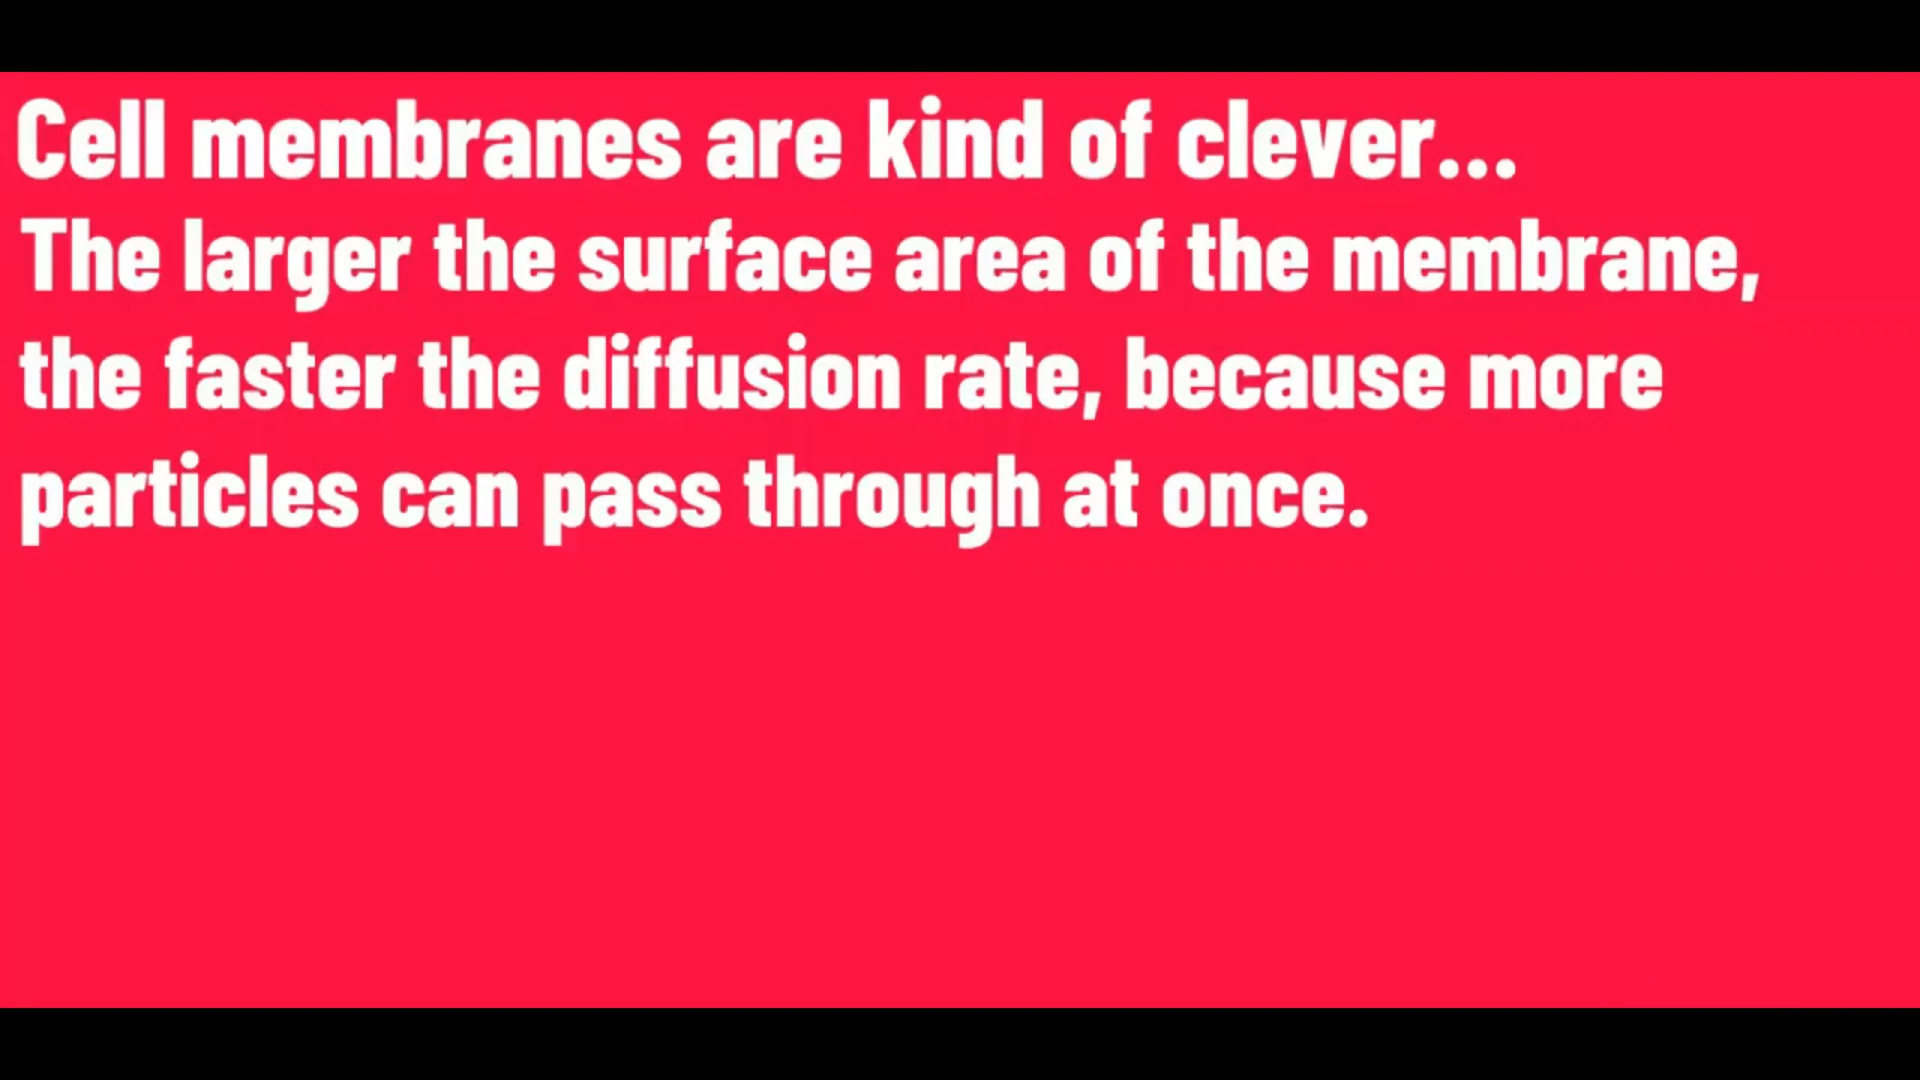 Cell membranes are kind of clever...
The larger the surface area of the membrane,
the faster the diffusion rate, because more
particles can pass through at once.